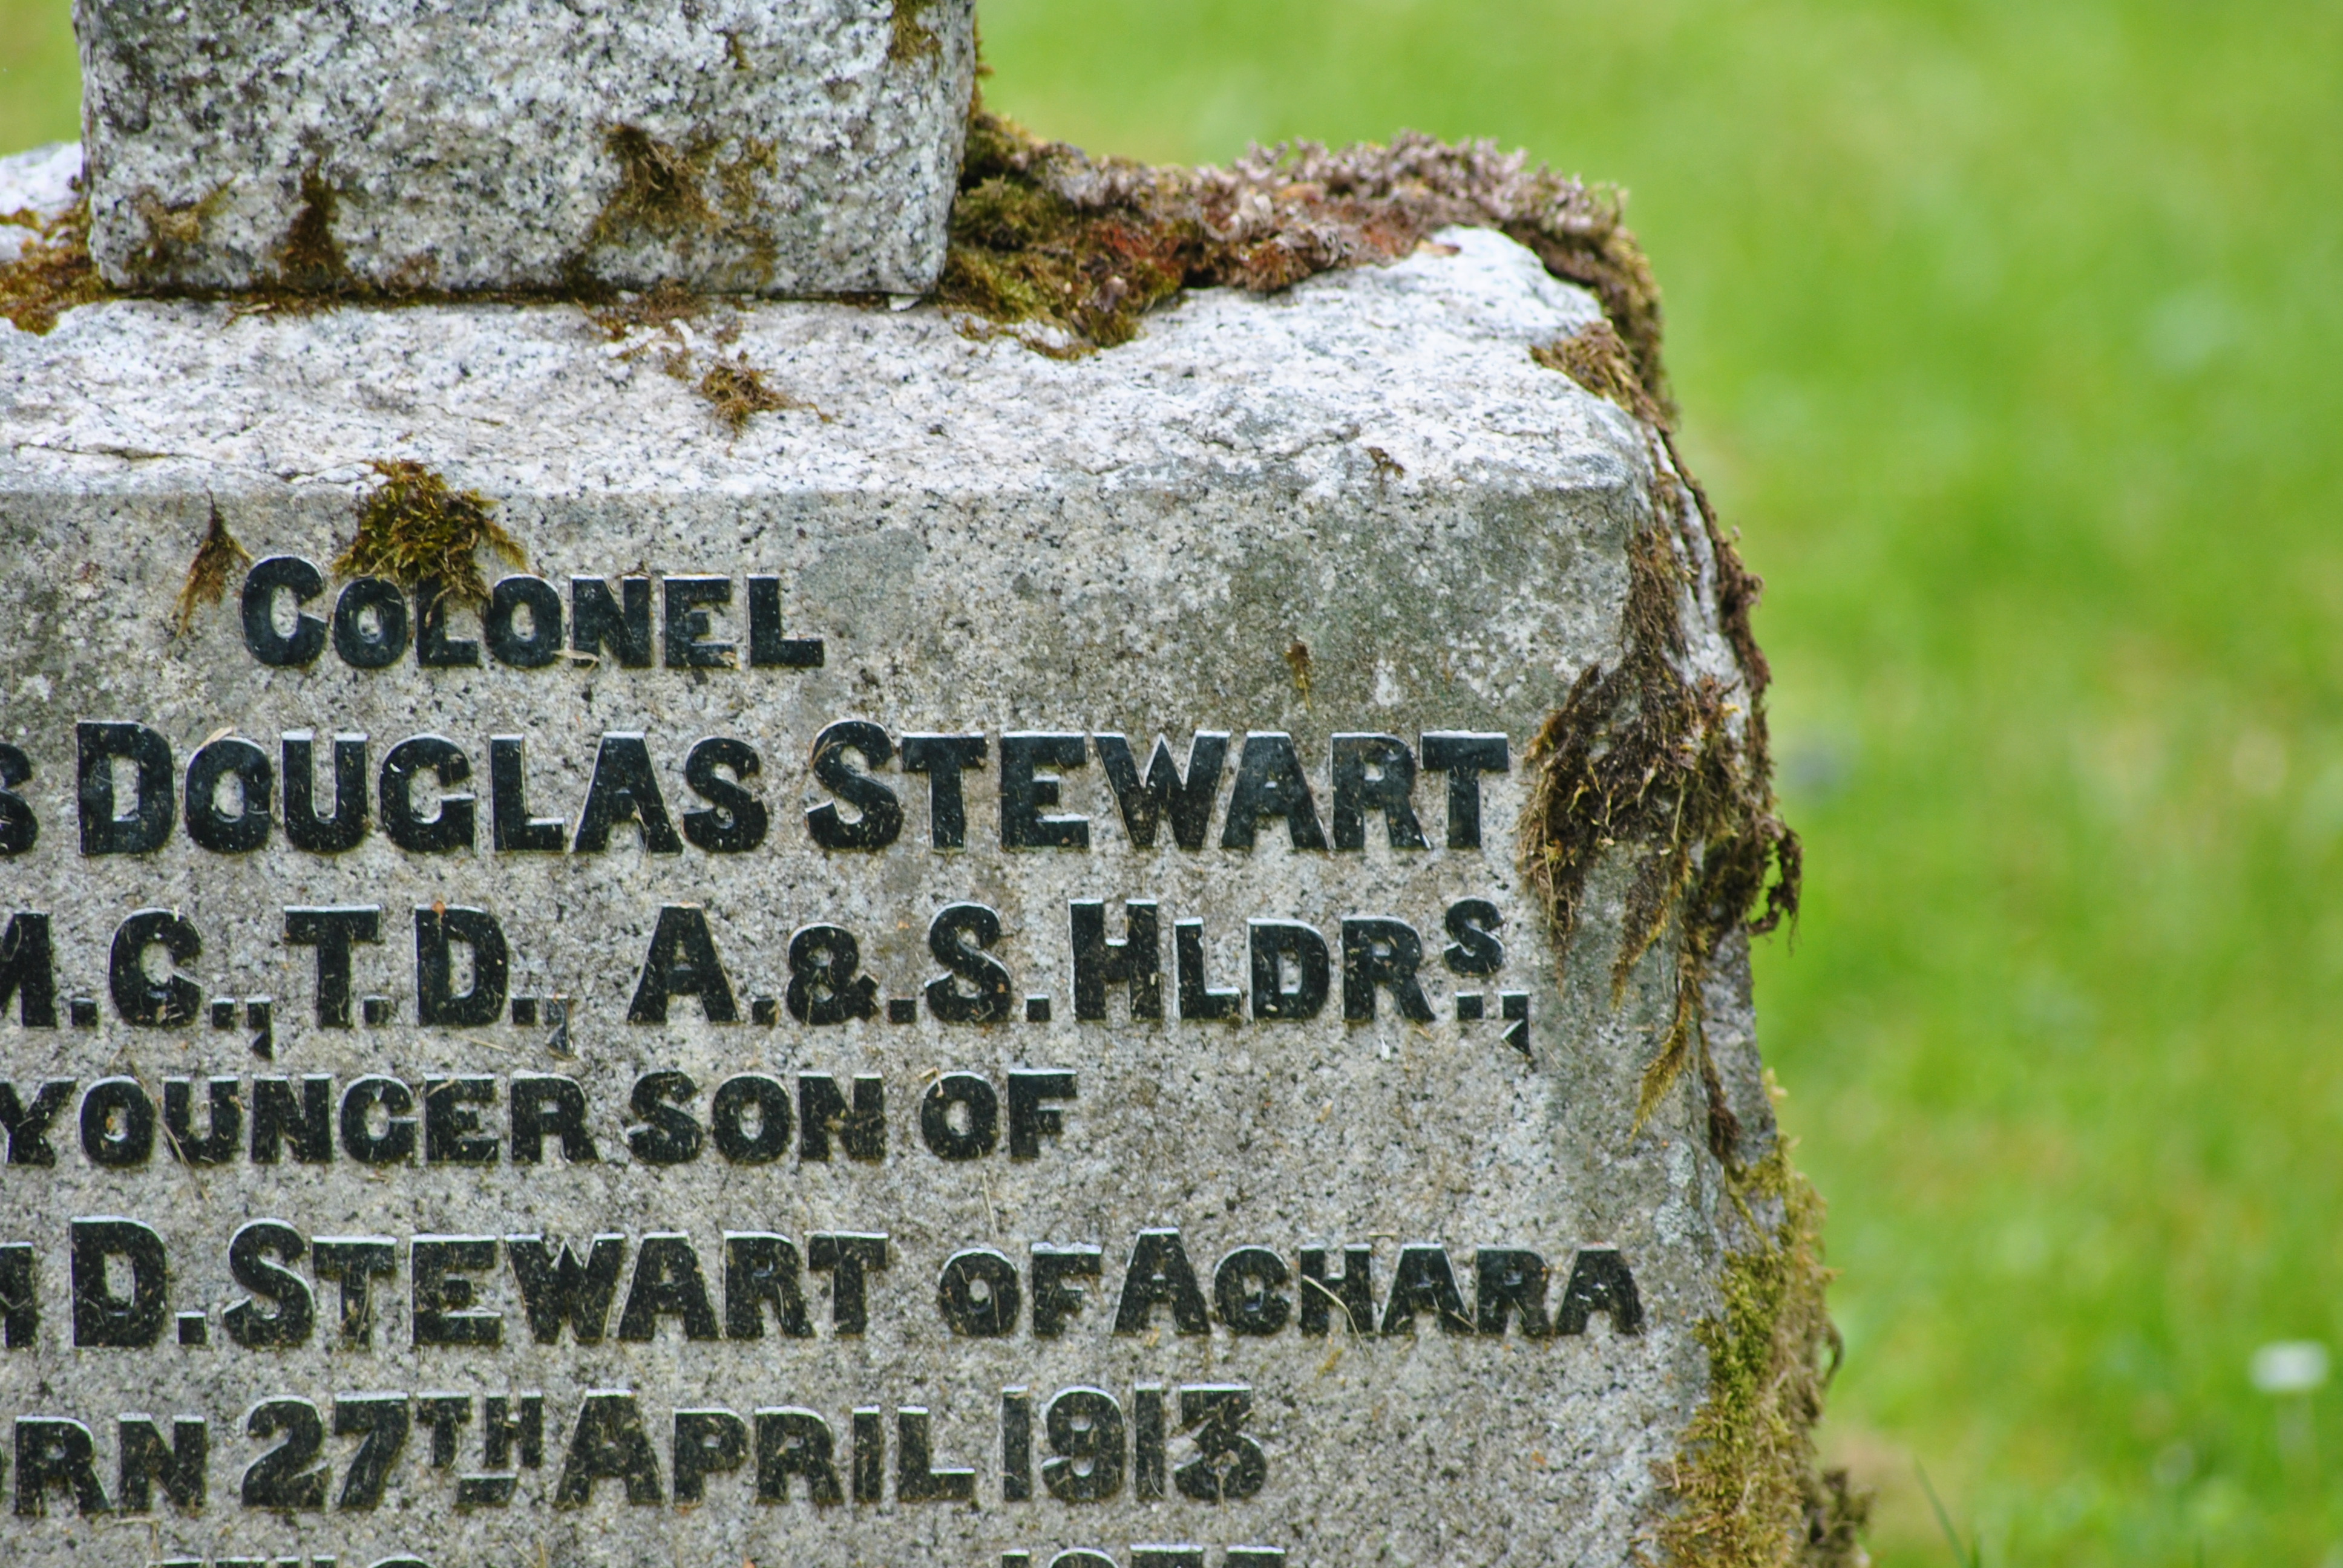 COLONEL
DOUGLAS STEWART
M.C., T.D., A.&.S. HLDRS.,
YOUNGER SON OF
D. STEWART OF ACHARA
27TH APRIL 1913